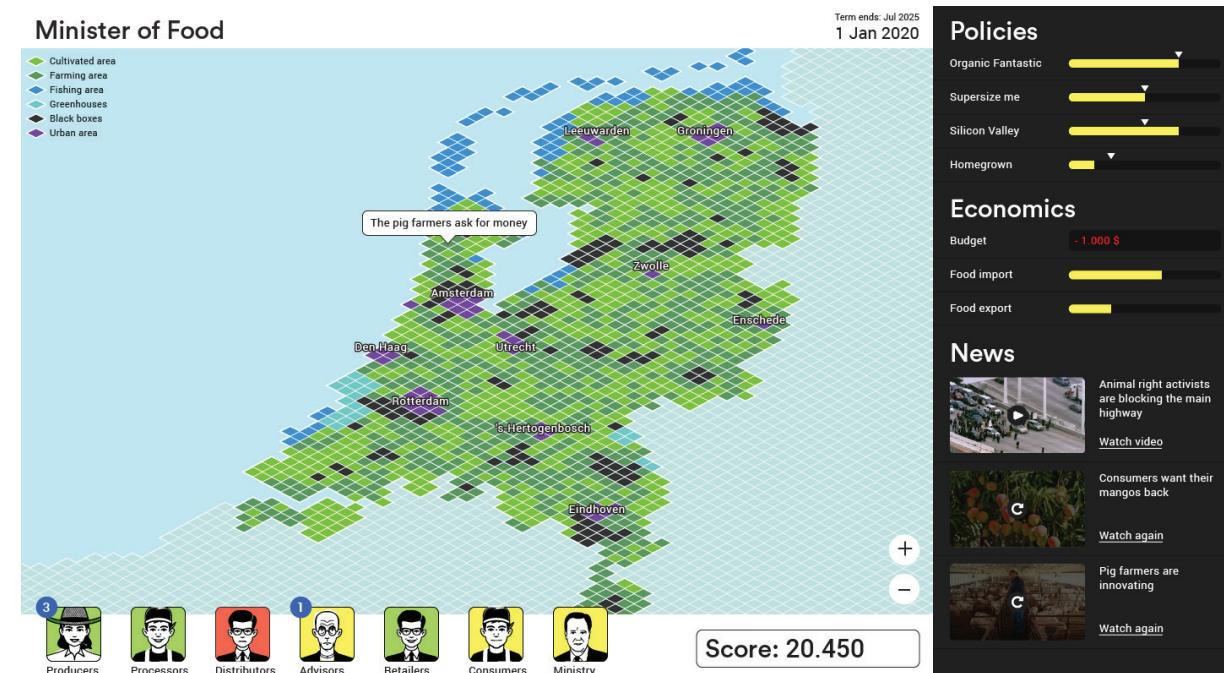 Minister of Food
Term ends: Jul 2025
1 Jan 2020
Cultivated area
Farming area
Fishing area
Greenhouses
Black boxes
Urban area
Leeuwarden
Groningen
The pig farmers ask for money
Zwolle
Amsterdam
Enschede
Den Haag
Utrecht
Rotterdam
's-Hertogenbosch
Eindhoven
+
−
3
1
Producers
Processors
Distributors
Advisors
Retailers
Consumers
Ministry
Score: 20.450
Policies
Organic Fantastic
Supersize me
Silicon Valley
Homegrown
Economics
Budget
- 1.000 $
Food import
Food export
News
Animal right activists
are blocking the main
highway
Watch video
Consumers want their
mangos back
Watch again
Pig farmers are
innovating
Watch again